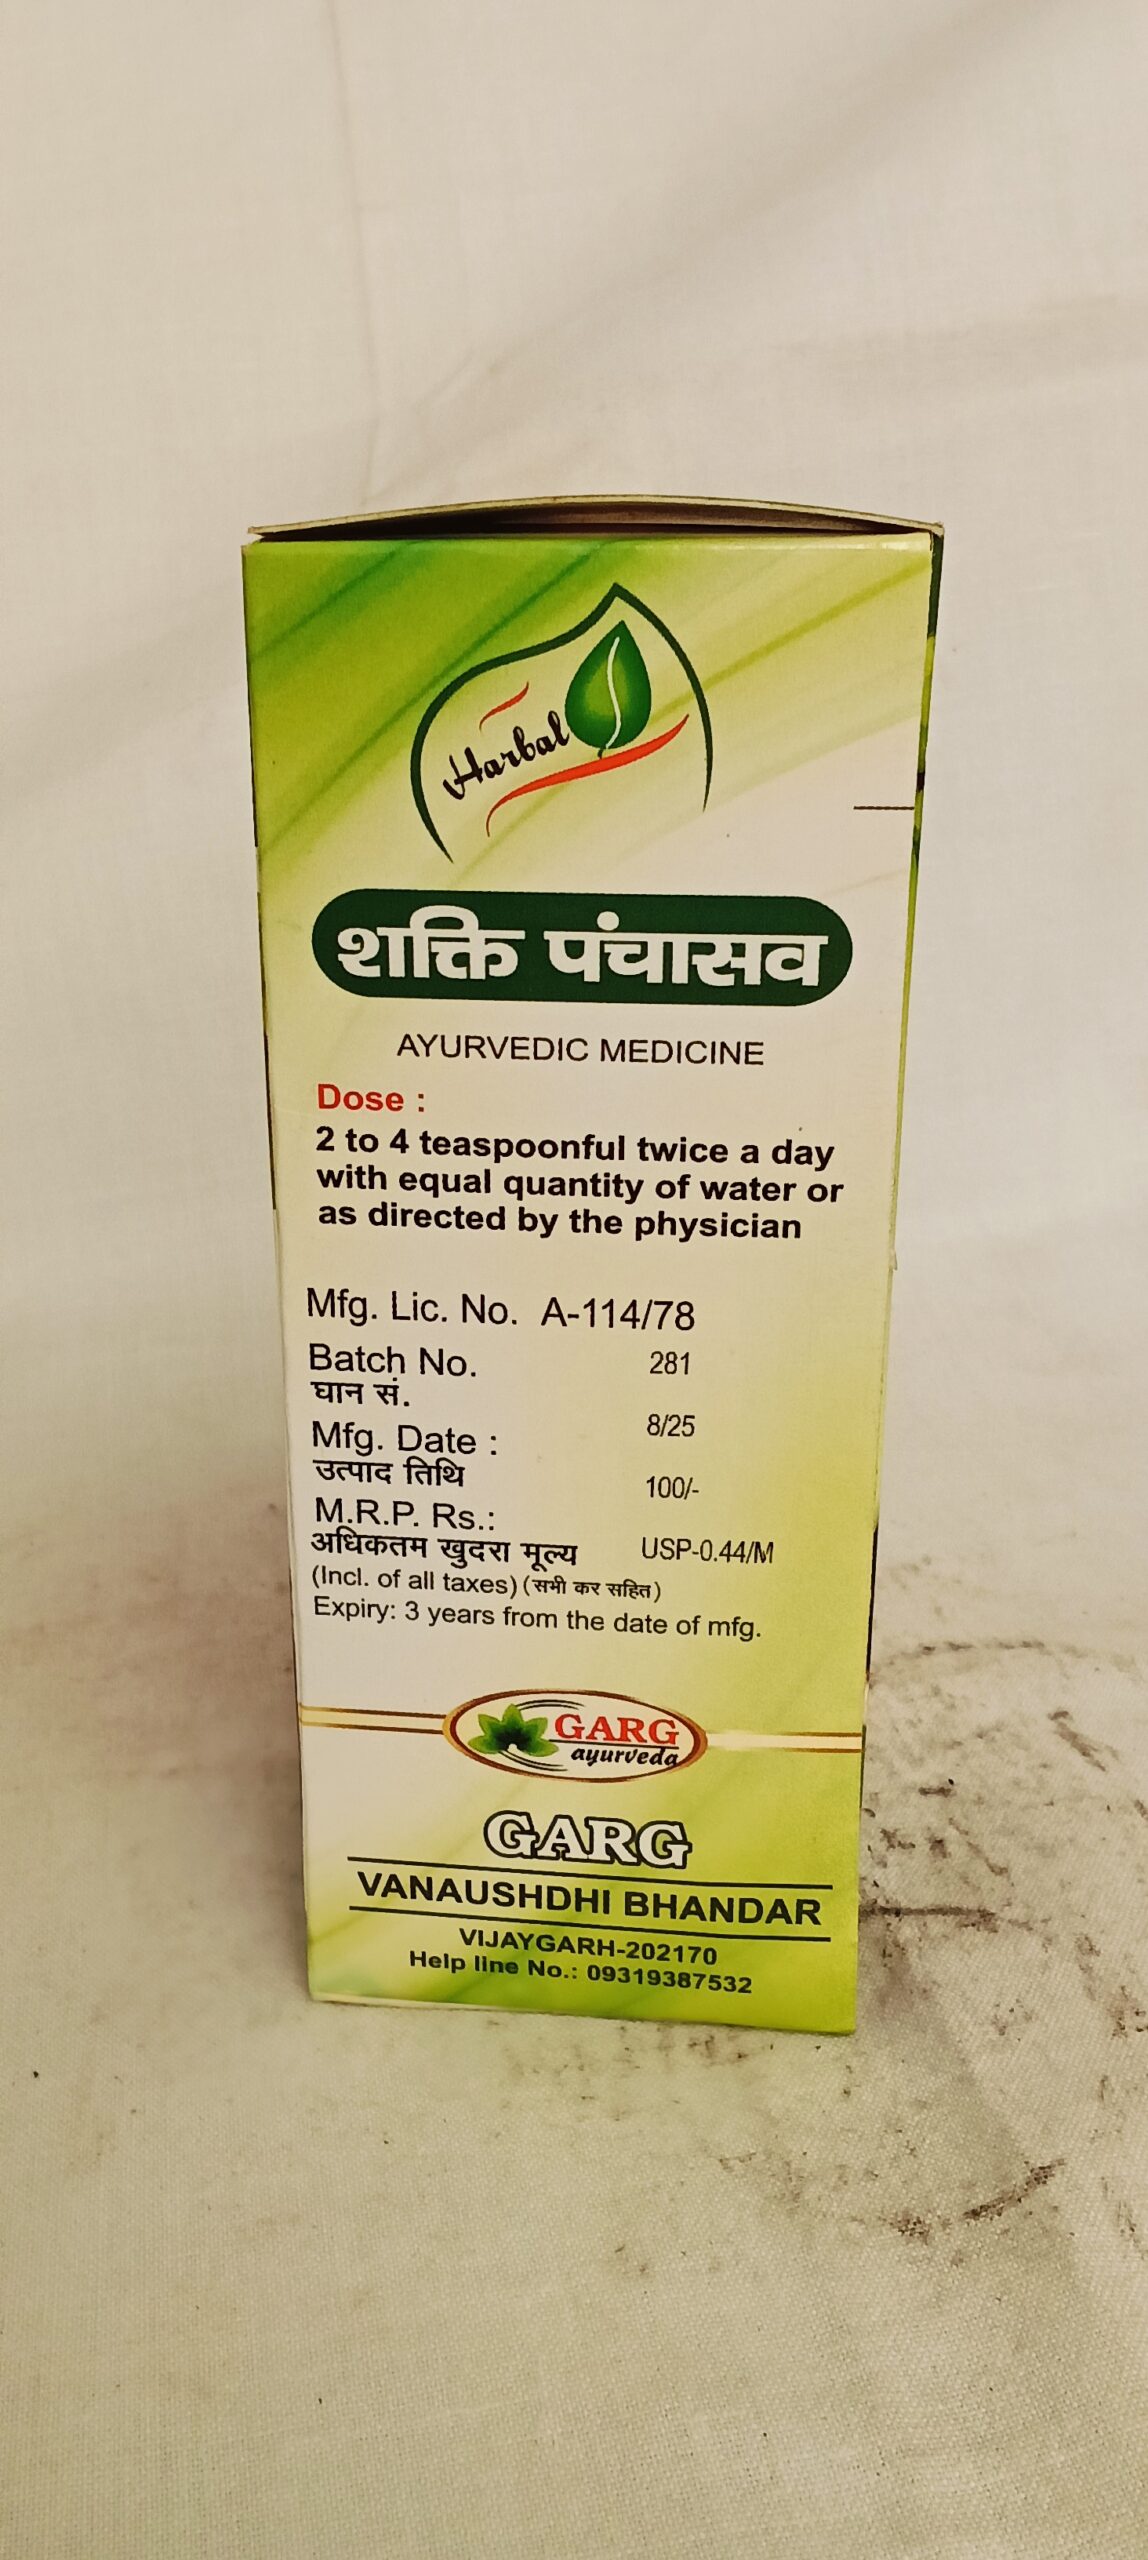 Harbal
शक्ति पंचासव
AYURVEDIC MEDICINE
Dose :
2 to 4 teaspoonful twice a day
with equal quantity of water or
as directed by the physician
Mfg. Lic. No. A-114/78
Batch No. 281
घान सं.
Mfg. Date : 8/25
उत्पाद तिथि
M.R.P. Rs.: 100/-
अधिकतम खुदरा मूल्य USP-0.44/M
(Incl. of all taxes) (सभी कर सहित)
Expiry: 3 years from the date of mfg.
GARG
ayurveda
GARG
VANAUSHDHI BHANDAR
VIJAYGARH-202170
Help line No.: 09319387532